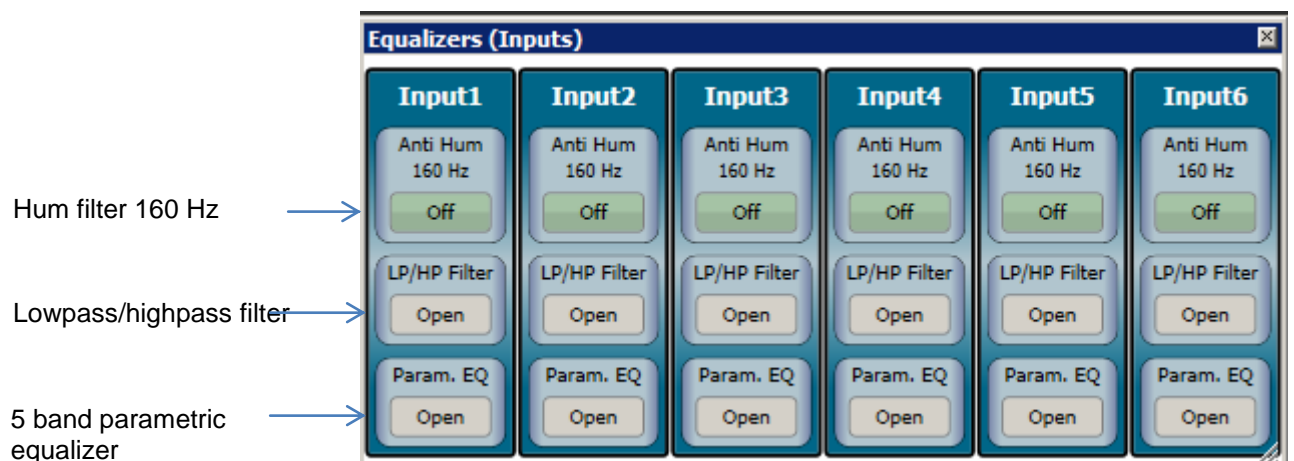 Equalizers (Inputs)
Input1 Input2 Input3 Input4 Input5 Input6
Anti Hum Anti Hum Anti Hum Anti Hum Anti Hum Anti Hum
160 Hz 160 Hz 160 Hz 160 Hz 160 Hz 160 Hz
Hum filter 160 Hz Off Off Off Off Off Off
LP/HP Filter LP/HP Filter LP/HP Filter LP/HP Filter LP/HP Filter LP/HP Filter
Lowpass/highpass filter Open Open Open Open Open Open
Param. EQ Param. EQ Param. EQ Param. EQ Param. EQ Param. EQ
5 band parametric Open Open Open Open Open Open
equalizer